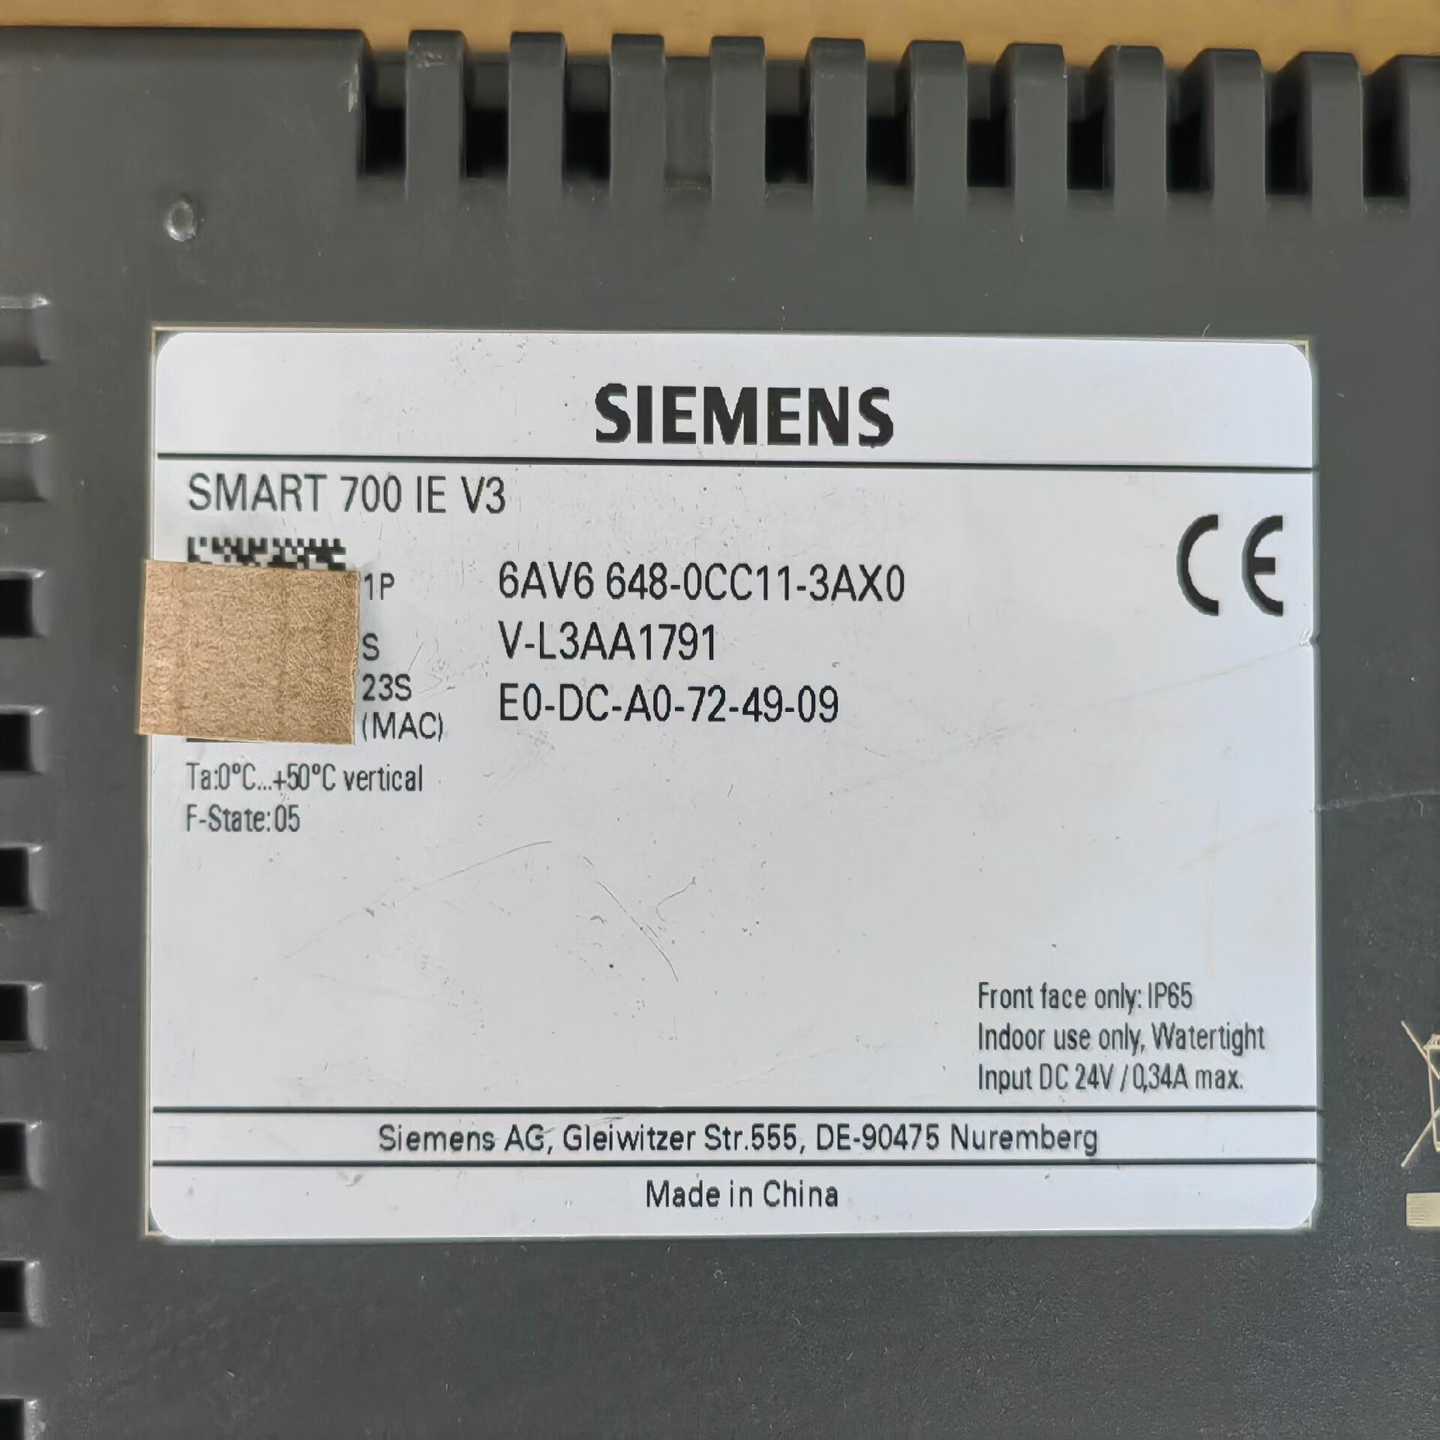 SIEMENS
SMART 700 IE V3
1P 6AV6 648-0CC11-3AX0
S V-L3AA1791
23S E0-DC-A0-72-49-09
(MAC)
Ta:0°C...+50°C vertical
F-State:05
CE
Front face only: IP65
Indoor use only, Watertight
Input DC 24V / 0,34A max.
Siemens AG, Gleiwitzer Str.555, DE-90475 Nuremberg
Made in China